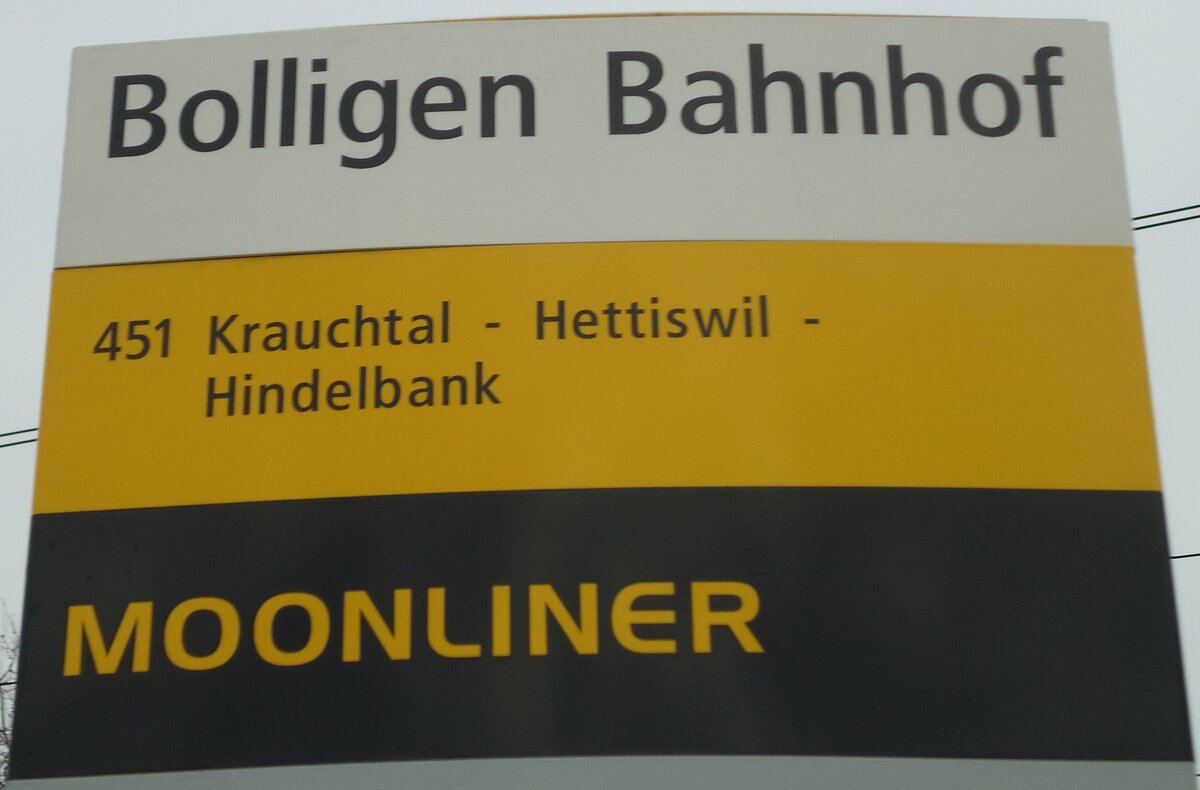 Bolligen Bahnhof
451 Krauchtal - Hettiswil -
Hindelbank
MOONLINER